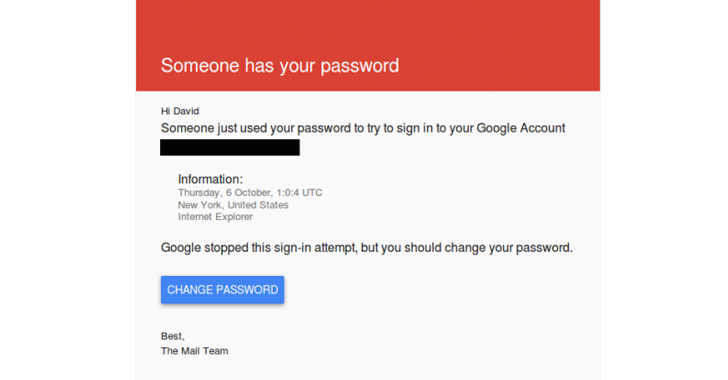 Someone has your password
Hi David
Someone just used your password to try to sign in to your Google Account
Information:
Thursday, 6 October, 1:0:4 UTC
New York, United States
Internet Explorer
Google stopped this sign-in attempt, but you should change your password.
CHANGE PASSWORD
Best,
The Mail Team